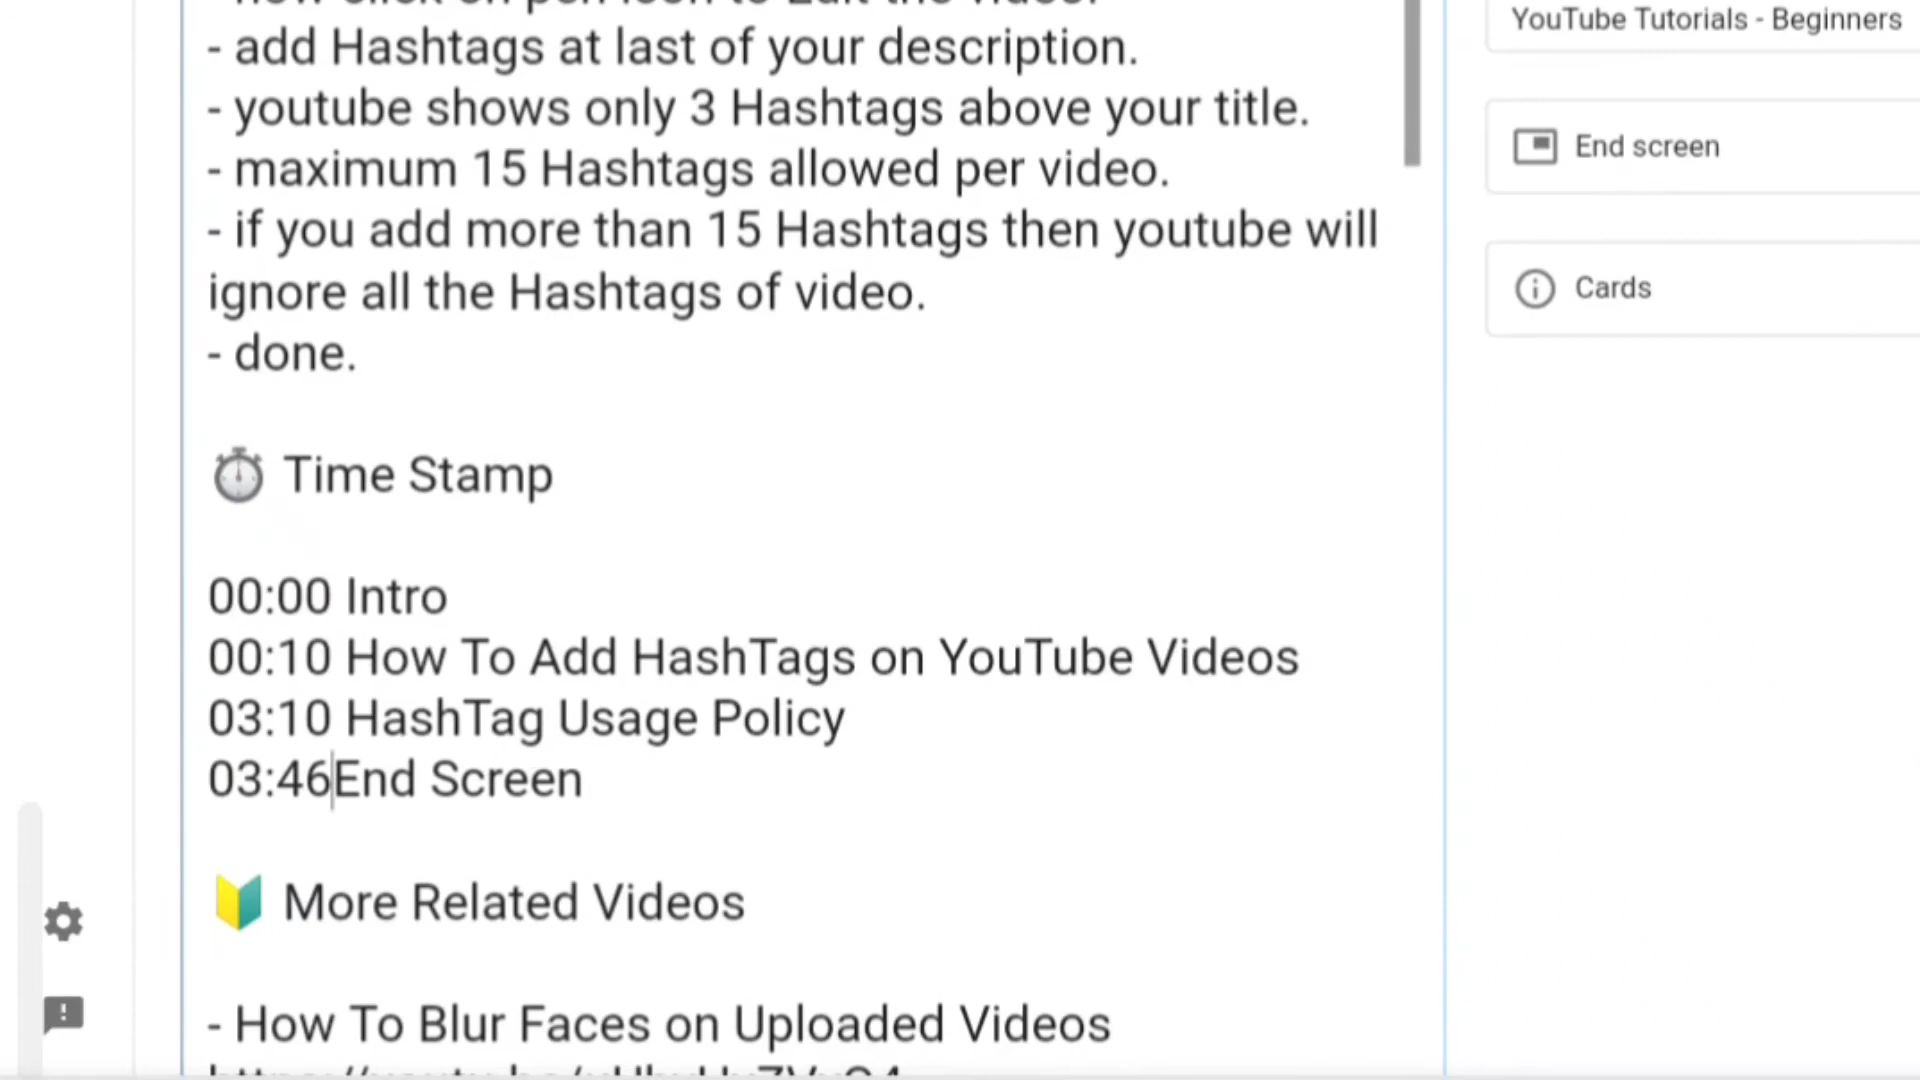 YouTube Tutorials - Beginners
- add Hashtags at last of your description.
- youtube shows only 3 Hashtags above your title.
- maximum 15 Hashtags allowed per video.
- if you add more than 15 Hashtags then youtube will
ignore all the Hashtags of video.
- done.
End screen
Cards
⏱ Time Stamp
00:00 Intro
00:10 How To Add HashTags on YouTube Videos
03:10 HashTag Usage Policy
03:46End Screen
🔰 More Related Videos
- How To Blur Faces on Uploaded Videos